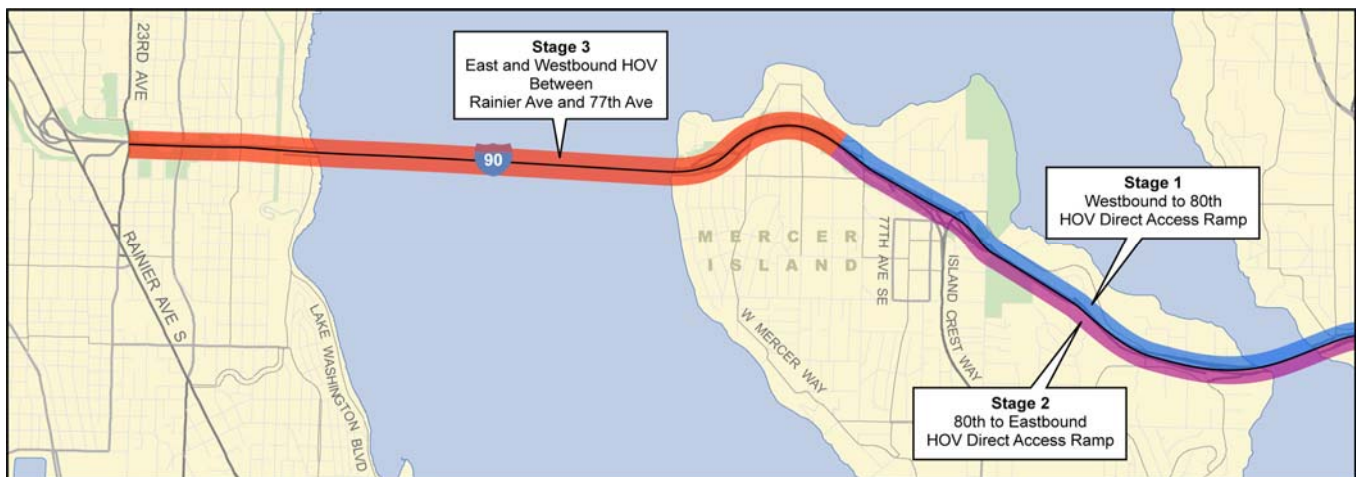 23RD AVE
RAINIER AVE S
LAKE WASHINGTON BLVD
Stage 3
East and Westbound HOV
Between
Rainier Ave and 77th Ave
90
MERCER
ISLAND
W MERCER WAY
77TH AVE SE
ISLAND CREST WAY
Stage 1
Westbound to 80th
HOV Direct Access Ramp
Stage 2
80th to Eastbound
HOV Direct Access Ramp